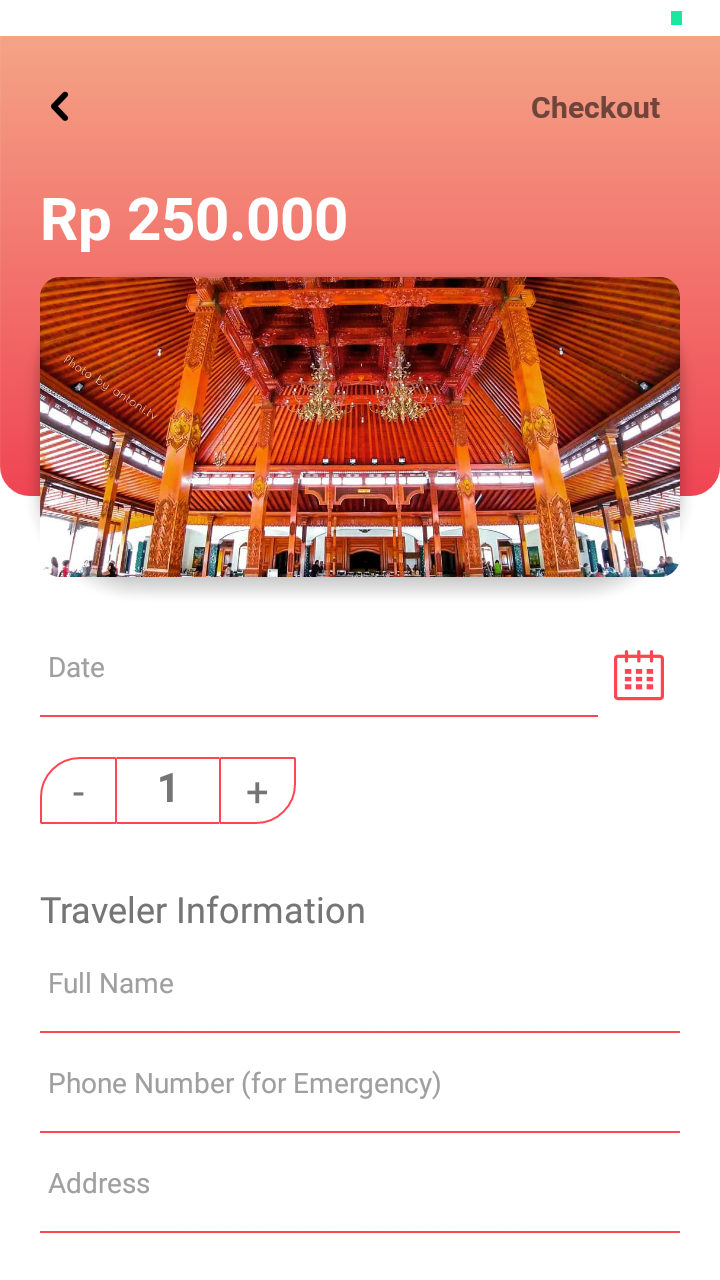 Checkout
Rp 250.000
Photo by antoni.tv
Date
- 1 +
Traveler Information
Full Name
Phone Number (for Emergency)
Address